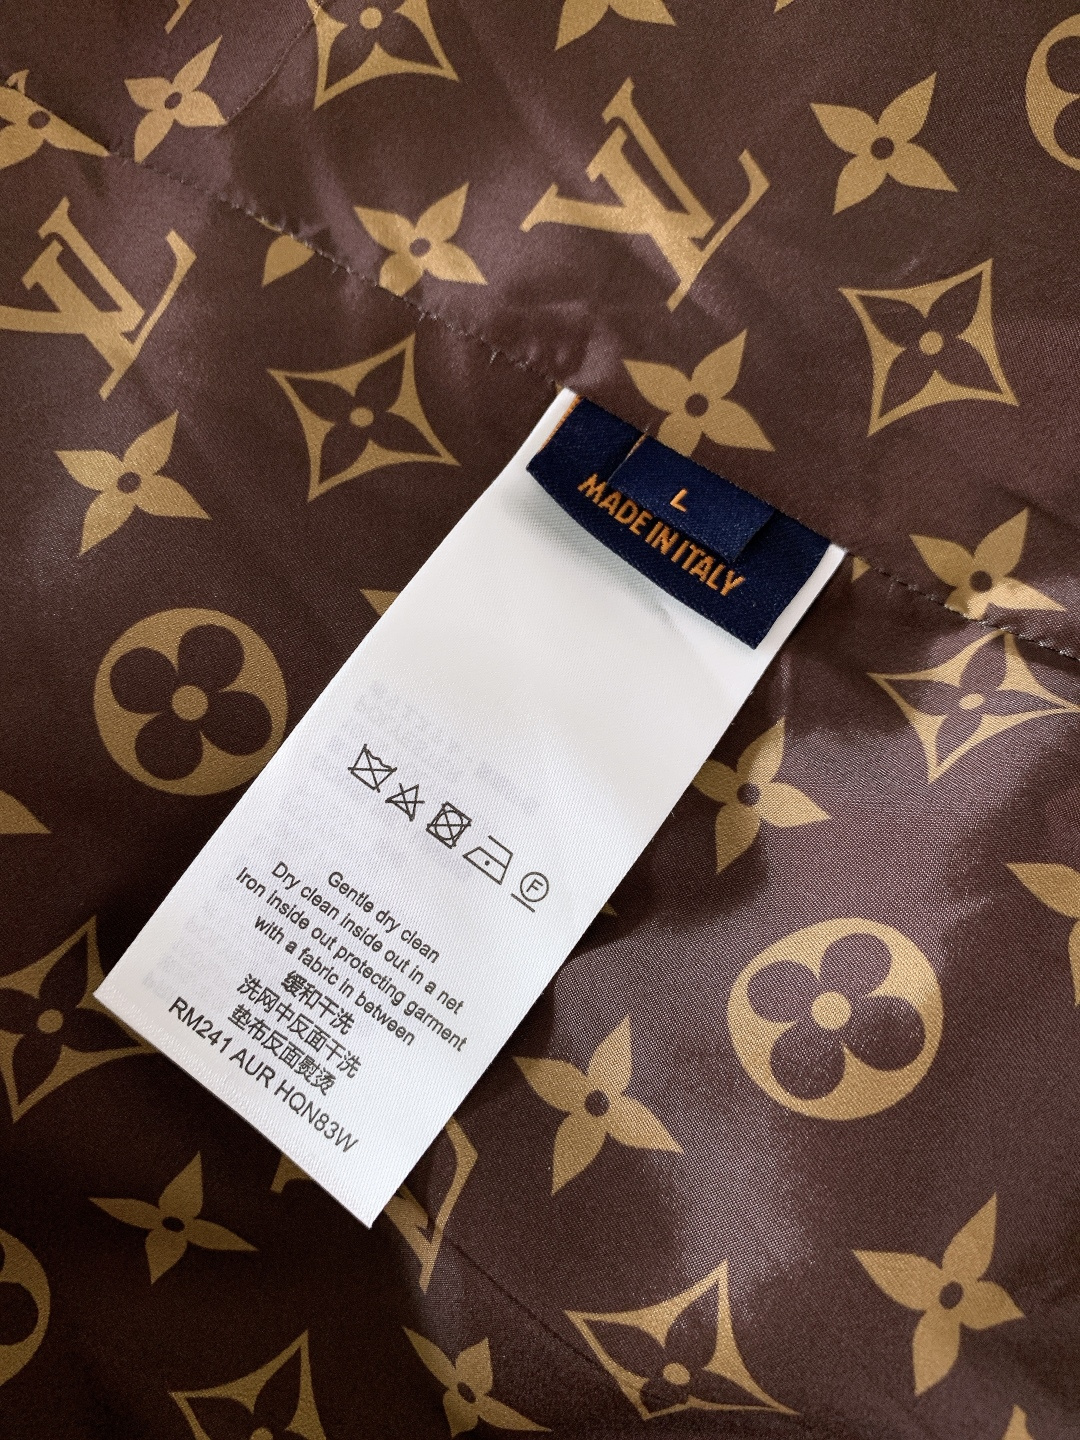 L
MADE IN ITALY
F
Gentle dry clean
Dry clean inside out in a net
Iron inside out protecting garment
with a fabric in between
缓和干洗
洗网中反面干洗
垫布反面熨烫
RM241 AUR HQN83W